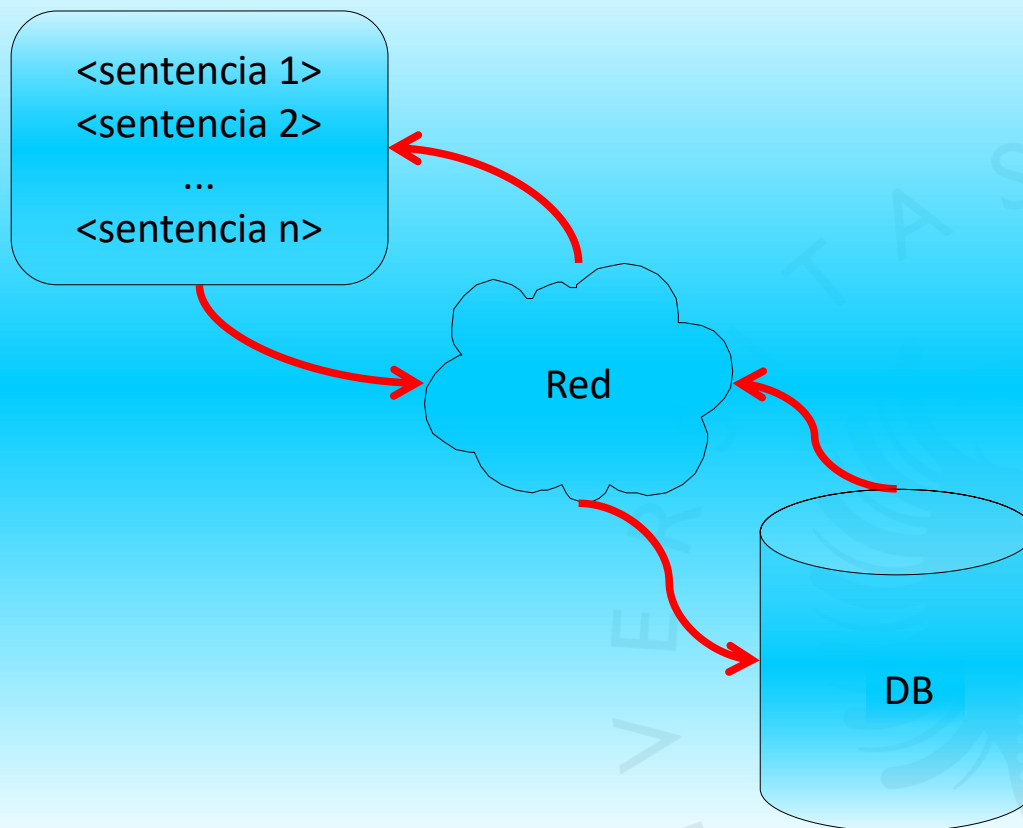 <sentencia 1>
<sentencia 2>
...
<sentencia n>
Red
DB